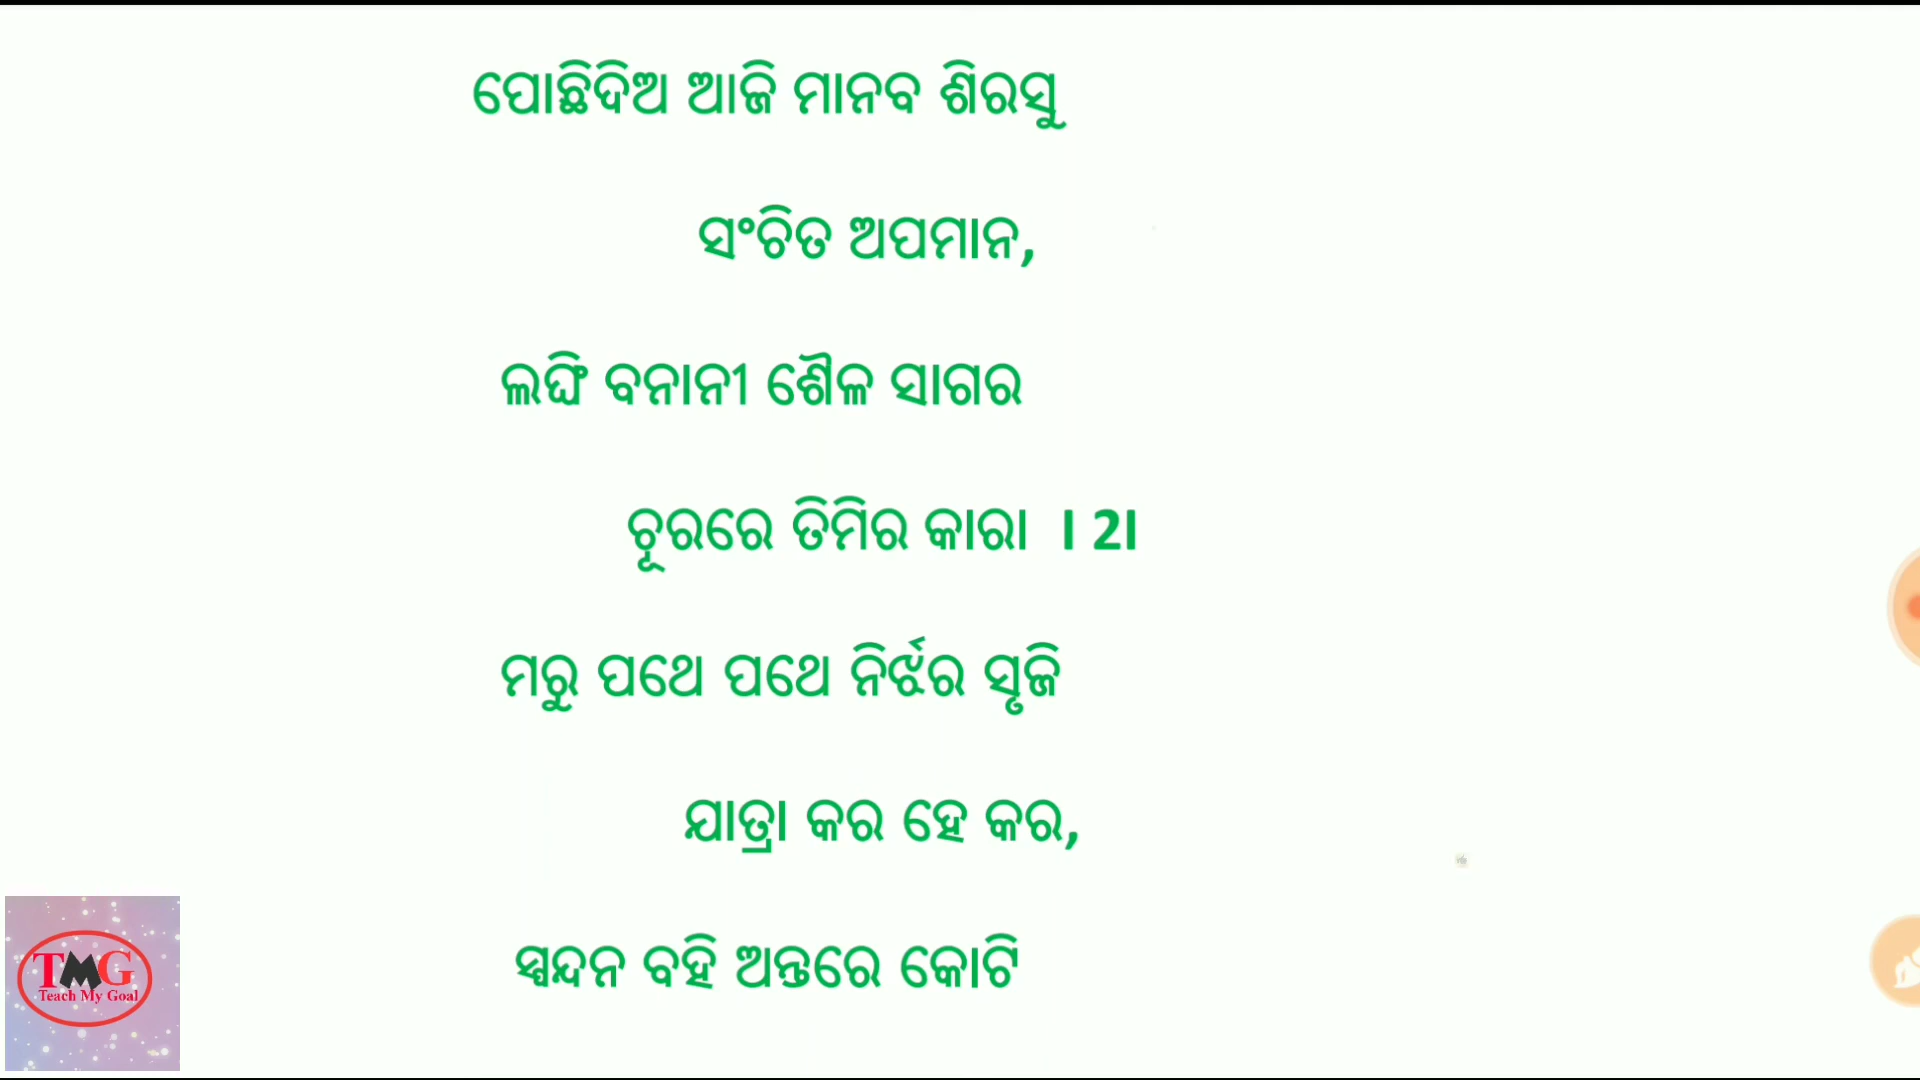 ପୋଛିଦିଅ ଆଜି ମାନବ ଶିରସୁ
ସଂଚିତ ଅପମାନ,
ଲଘିଂ ବନାନୀ ଶୈଳ ସାଗର
ଚୂରରେ ତିମିର କାରା । 2।
ମରୁ ପଥେ ପଥେ ନିର୍ଝର ସୃଜି
ଯାତ୍ରା କର ହେ କର,
ସ୍ପନ୍ଦନ ବହି ଅନ୍ତରେ କୋଟି
TMG
Teach My Goal